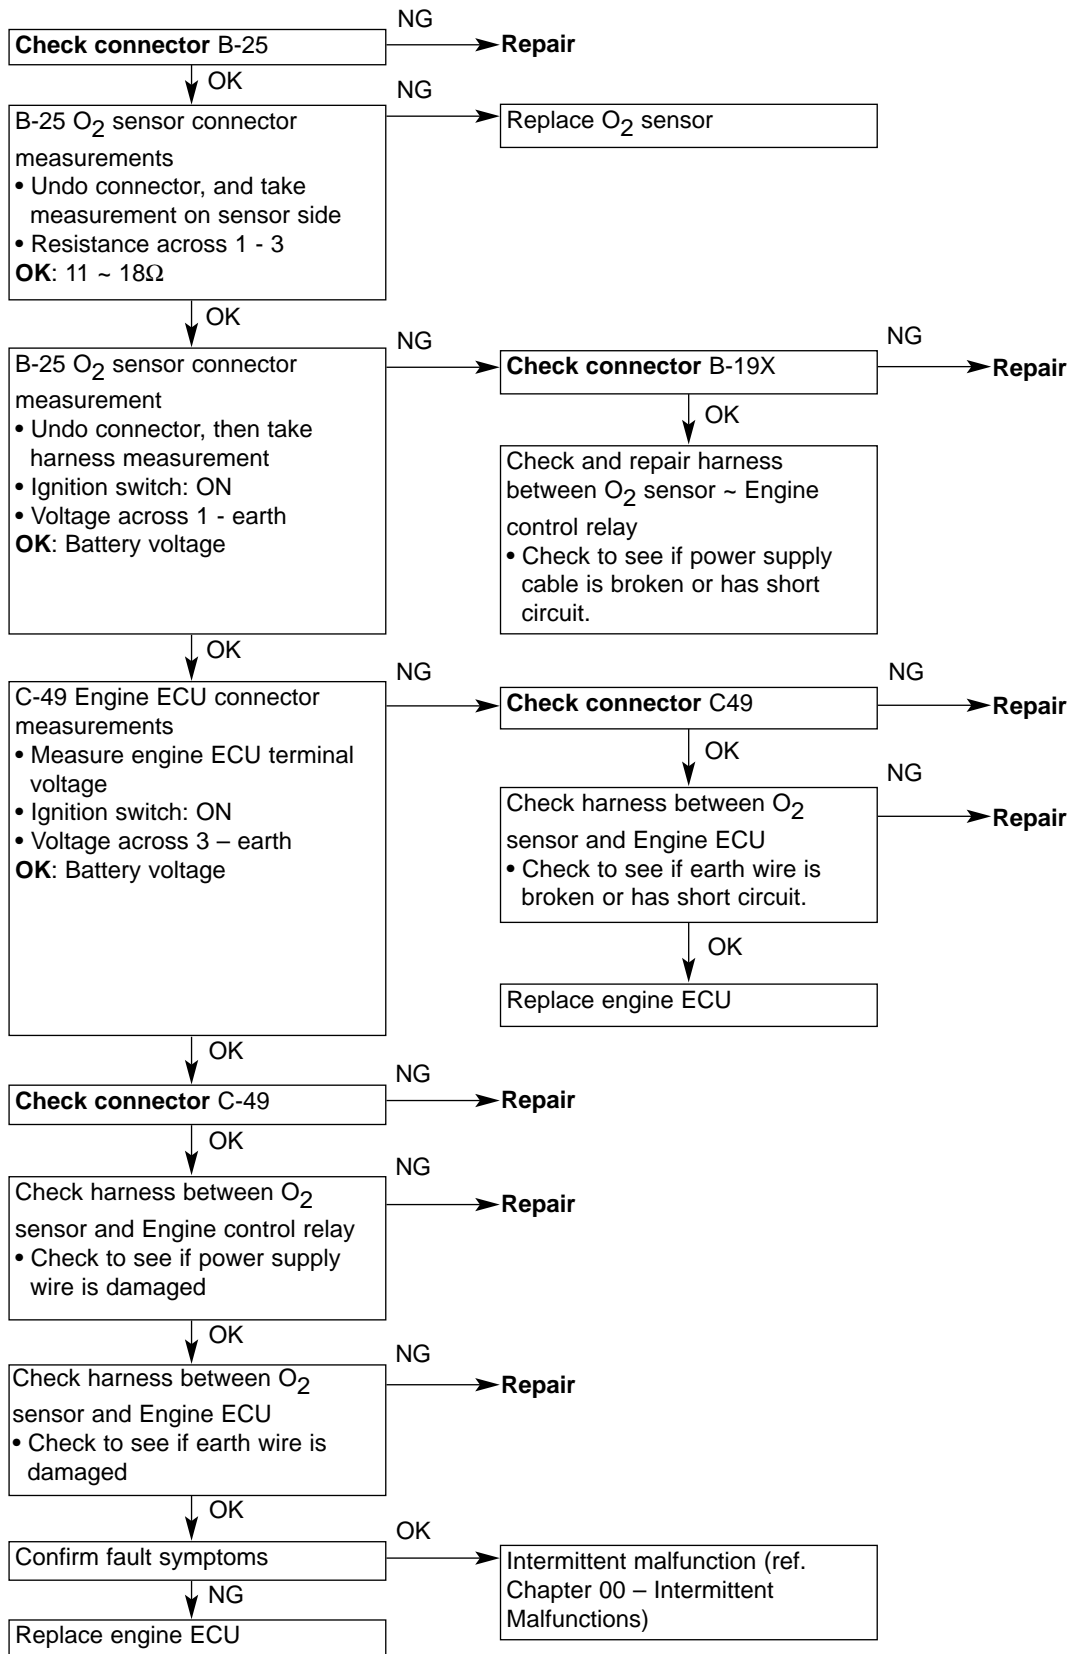 NG
Check connector B-25
Repair
OK
NG
B-25 O2 sensor connector
measurements
• Undo connector, and take
measurement on sensor side
• Resistance across 1 - 3
OK: 11 ~ 18Ω
Replace O2 sensor
OK
NG
B-25 O2 sensor connector
measurement
• Undo connector, then take
harness measurement
• Ignition switch: ON
• Voltage across 1 - earth
OK: Battery voltage
Check connector B-19X
NG
Repair
OK
Check and repair harness
between O2 sensor ~ Engine
control relay
• Check to see if power supply
cable is broken or has short
circuit.
OK
NG
C-49 Engine ECU connector
measurements
• Measure engine ECU terminal
voltage
• Ignition switch: ON
• Voltage across 3 – earth
OK: Battery voltage
Check connector C49
NG
Repair
OK
NG
Check harness between O2
sensor and Engine ECU
• Check to see if earth wire is
broken or has short circuit.
Repair
OK
Replace engine ECU
OK
NG
Check connector C-49
Repair
OK
NG
Check harness between O2
sensor and Engine control relay
• Check to see if power supply
wire is damaged
Repair
OK
NG
Check harness between O2
sensor and Engine ECU
• Check to see if earth wire is
damaged
Repair
OK
OK
Confirm fault symptoms
Intermittent malfunction (ref.
Chapter 00 – Intermittent
Malfunctions)
NG
Replace engine ECU